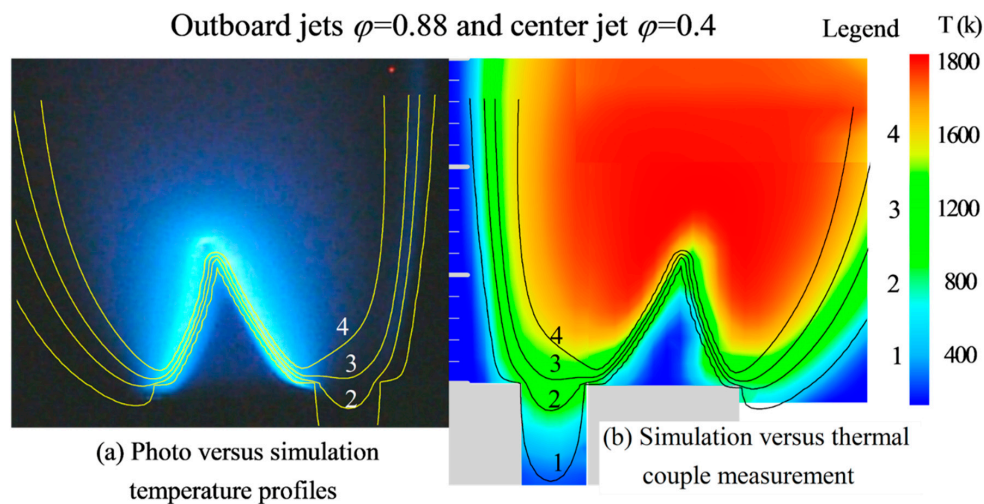 Outboard jets φ=0.88 and center jet φ=0.4
Legend
T (k)
1800
1600
1200
800
400
4
3
2
1
4
3
2
4
3
2
1
(a) Photo versus simulation
temperature profiles
(b) Simulation versus thermal
couple measurement